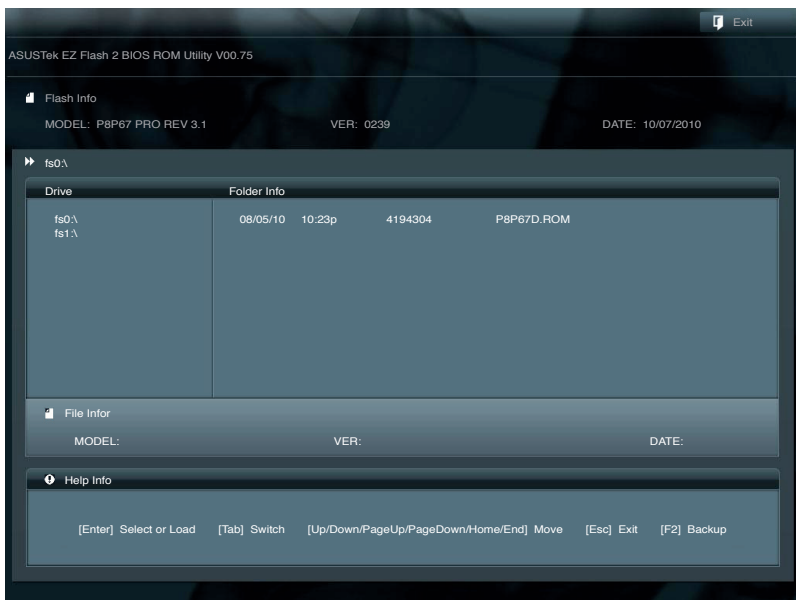 Exit
ASUSTek EZ Flash 2 BIOS ROM Utility V00.75
Flash Info
MODEL: P8P67 PRO REV 3.1 VER: 0239 DATE: 10/07/2010
fs0:\
Drive Folder Info
fs0:\ 08/05/10 10:23p 4194304 P8P67D.ROM
fs1:\
File Infor
MODEL: VER: DATE:
Help Info
[Enter] Select or Load [Tab] Switch [Up/Down/PageUp/PageDown/Home/End] Move [Esc] Exit [F2] Backup